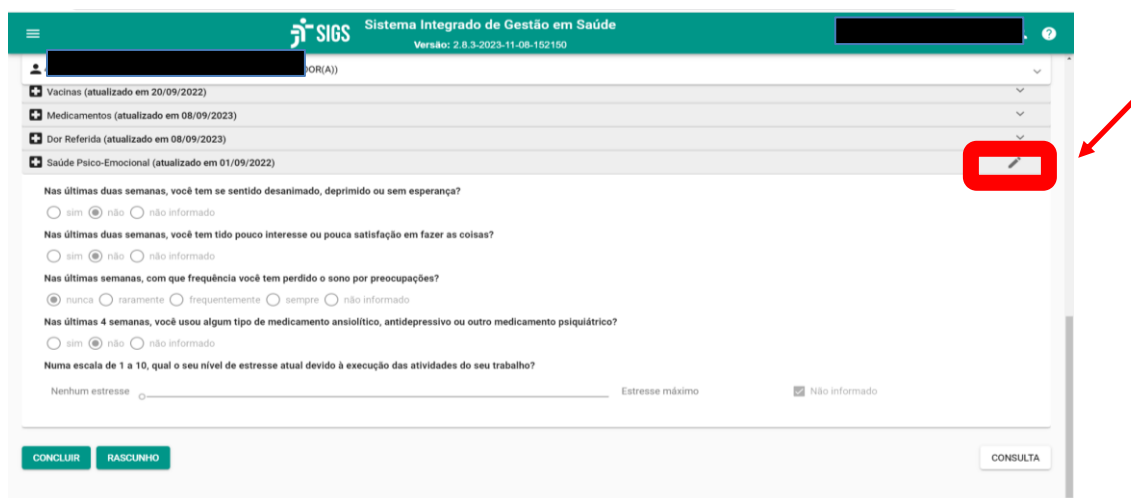 SIGS
Sistema Integrado de Gestão em Saúde
Versão: 2.8.3-2023-11-08-152150
DOR(A))
Vacinas (atualizado em 20/09/2022)
Medicamentos (atualizado em 08/09/2023)
Dor Referida (atualizado em 08/09/2023)
Saúde Psico-Emocional (atualizado em 01/09/2022)
Nas últimas duas semanas, você tem se sentido desanimado, deprimido ou sem esperança?
sim não não informado
Nas últimas duas semanas, você tem tido pouco interesse ou pouca satisfação em fazer as coisas?
sim não não informado
Nas últimas semanas, com que frequência você tem perdido o sono por preocupações?
nunca raramente frequentemente sempre não informado
Nas últimas 4 semanas, você usou algum tipo de medicamento ansiolítico, antidepressivo ou outro medicamento psiquiátrico?
sim não não informado
Numa escala de 1 a 10, qual o seu nível de estresse atual devido à execução das atividades do seu trabalho?
Nenhum estresse Estresse máximo Não informado
CONCLUIR RASCUNHO CONSULTA